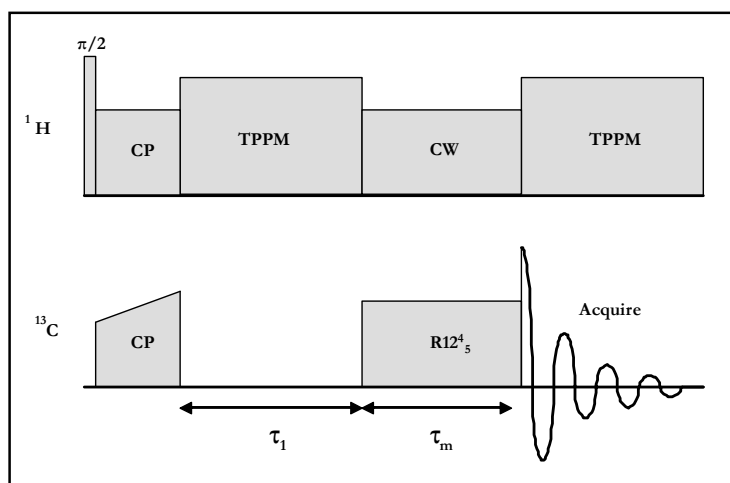 π/2
¹H
CP
TPPM
CW
TPPM
¹³C
CP
R12⁴₅
Acquire
τ₁
τₘ